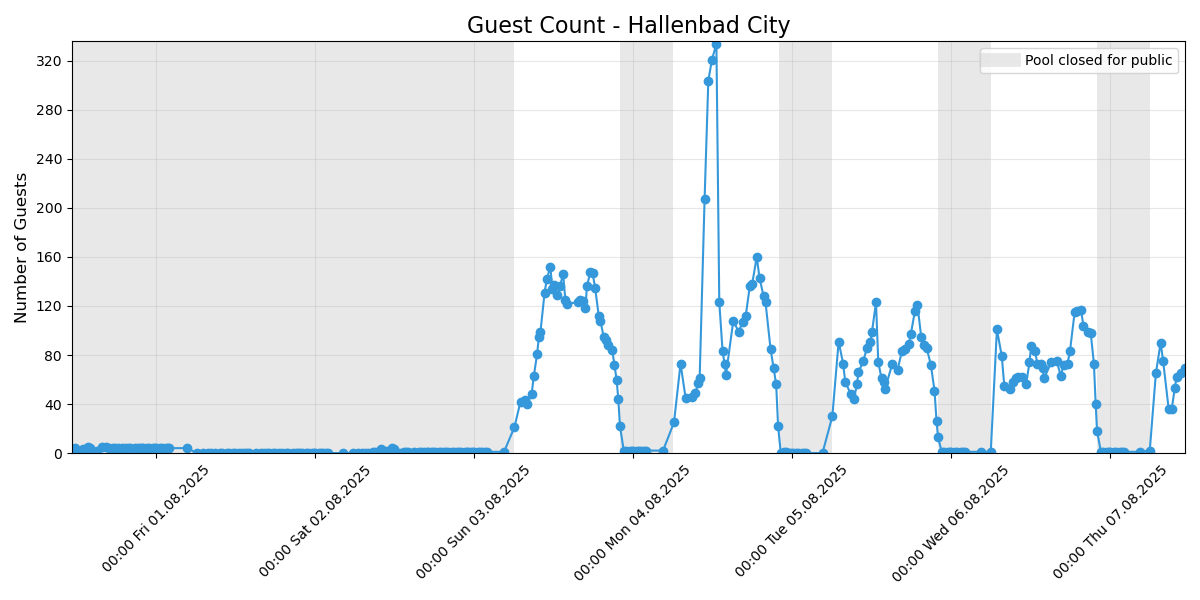 Guest Count - Hallenbad City
Pool closed for public
Number of Guests
320
280
240
200
160
120
80
40
0
00:00 Fri 01.08.2025
00:00 Sat 02.08.2025
00:00 Sun 03.08.2025
00:00 Mon 04.08.2025
00:00 Tue 05.08.2025
00:00 Wed 06.08.2025
00:00 Thu 07.08.2025